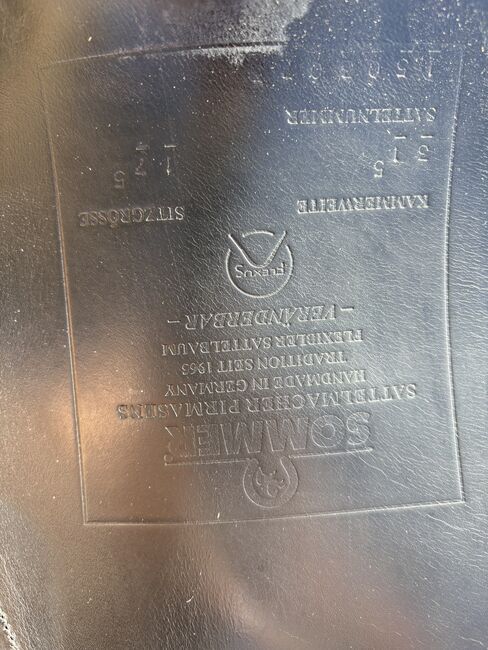 SOMMER
SATTELMACHER PIRMASENS
HANDMADE IN GERMANY
TRADITION SEIT 1965
FLEXIBLER SATTELBAUM
– VERÄNDERBAR –
FLEXUS
KAMMERWEITE SITZGRÖSSE
31,5 17,5
SATTELNUMMER